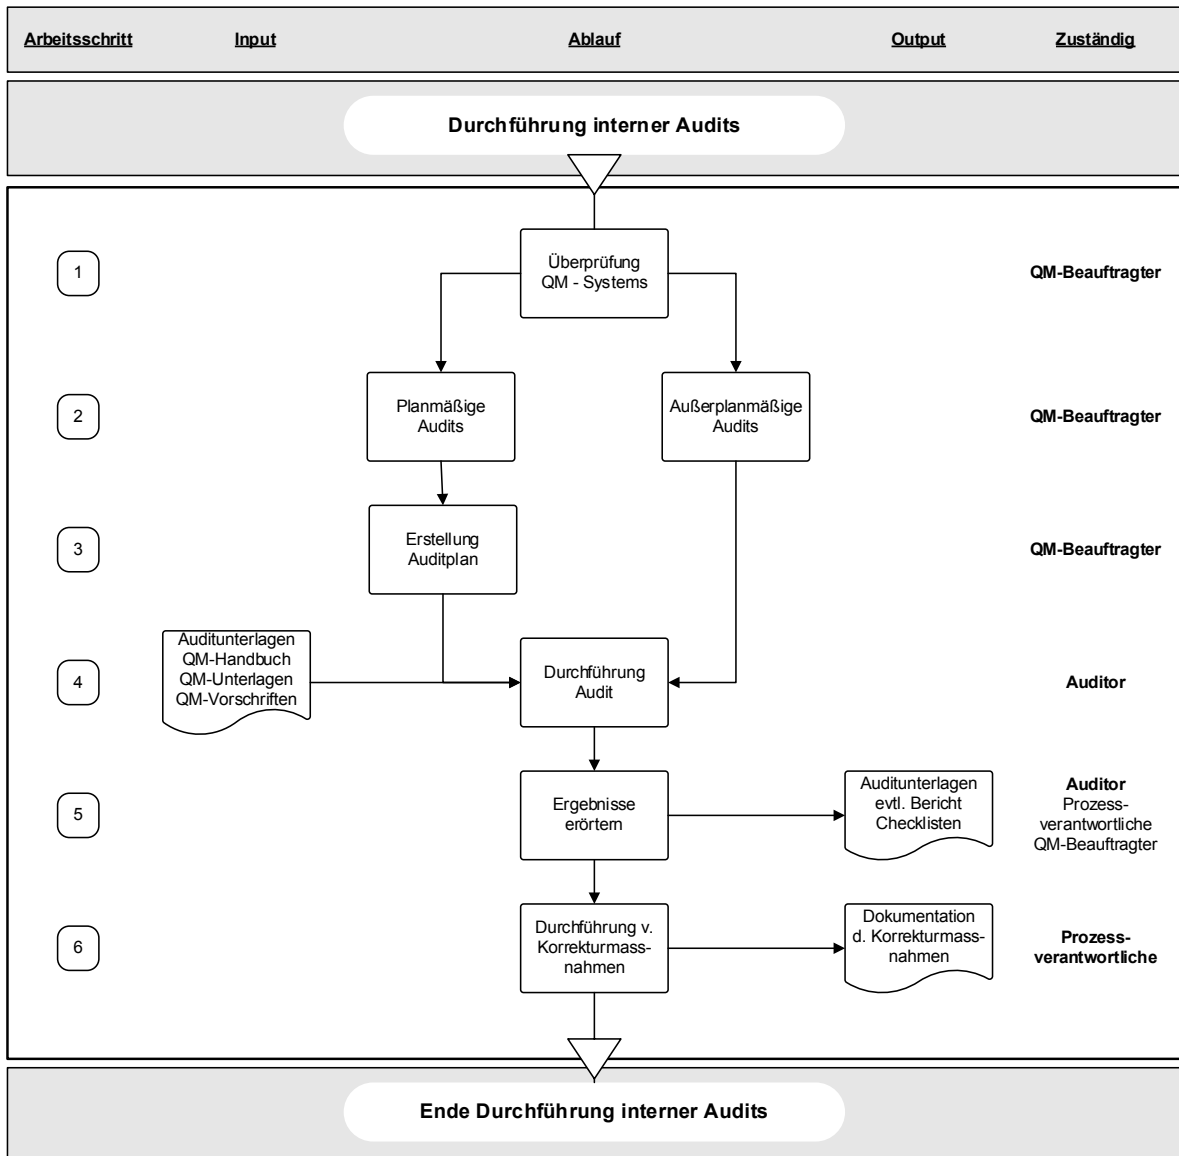 Arbeitsschritt
Input
Ablauf
Output
Zuständig
Durchführung interner Audits
1
Überprüfung
QM - Systems
QM-Beauftragter
2
Planmäßige
Audits
Außerplanmäßige
Audits
QM-Beauftragter
3
Erstellung
Auditplan
QM-Beauftragter
4
Auditunterlagen
QM-Handbuch
QM-Unterlagen
QM-Vorschriften
Durchführung
Audit
Auditor
5
Ergebnisse
erörtern
Auditunterlagen
evtl. Bericht
Checklisten
Auditor
Prozess-
verantwortliche
QM-Beauftragter
6
Durchführung v.
Korrekturmass-
nahmen
Dokumentation
d. Korrekturmass-
nahmen
Prozess-
verantwortliche
Ende Durchführung interner Audits